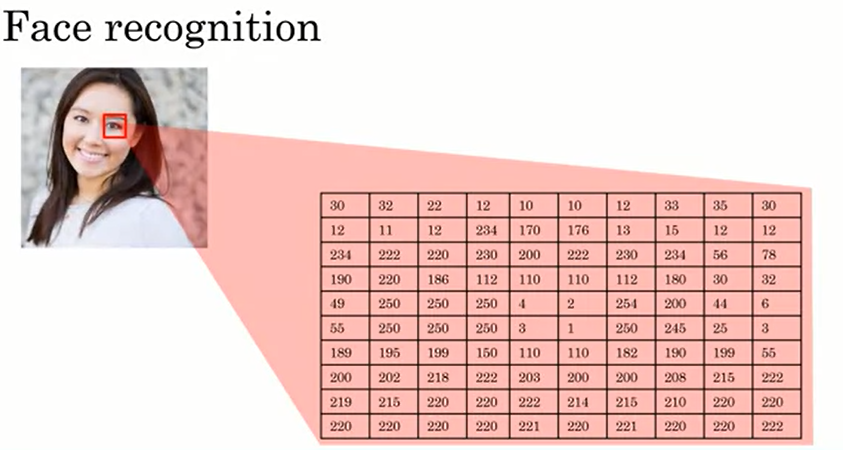 Face recognition
30 32 22 12 10 10 12 33 35 30
12 11 12 234 170 176 13 15 12 12
234 222 220 230 200 222 230 234 56 78
190 220 186 112 110 110 112 180 30 32
49 250 250 250 4 2 254 200 44 6
55 250 250 250 3 1 250 245 25 3
189 195 199 150 110 110 182 190 199 55
200 202 218 222 203 200 200 208 215 222
219 215 220 220 222 214 215 210 220 220
220 220 220 220 221 220 221 220 220 222